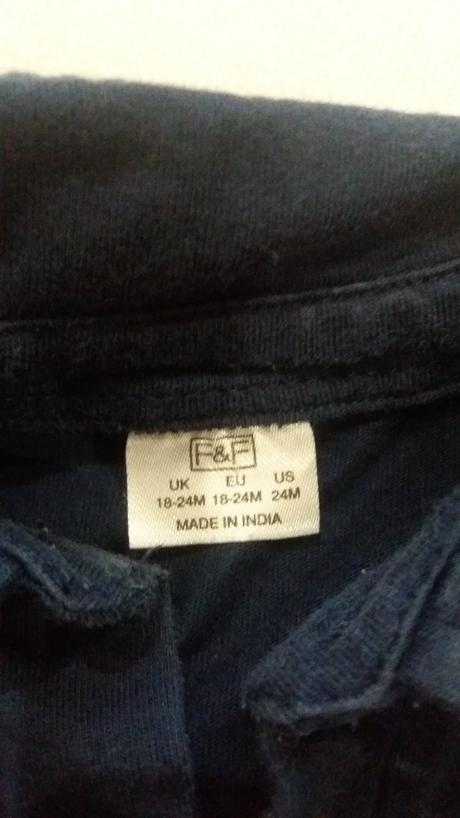 F&F
UK EU US
18-24M 18-24M 24M
MADE IN INDIA